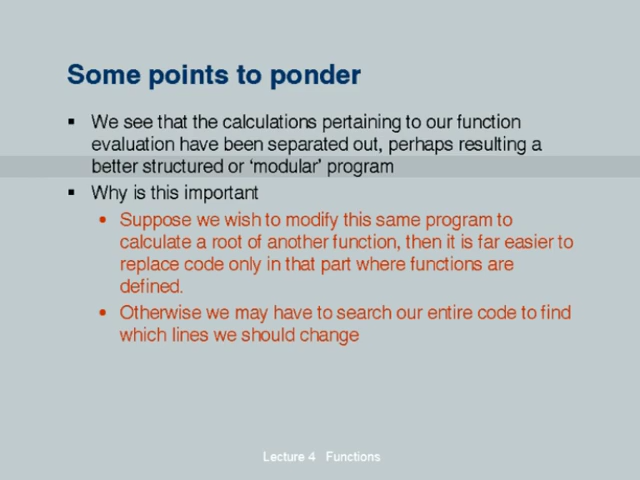 Some points to ponder
▪ We see that the calculations pertaining to our function
evaluation have been separated out, perhaps resulting a
better structured or ‘modular’ program
▪ Why is this important
• Suppose we wish to modify this same program to
calculate a root of another function, then it is far easier to
replace code only in that part where functions are
defined.
• Otherwise we may have to search our entire code to find
which lines we should change
Lecture 4 Functions